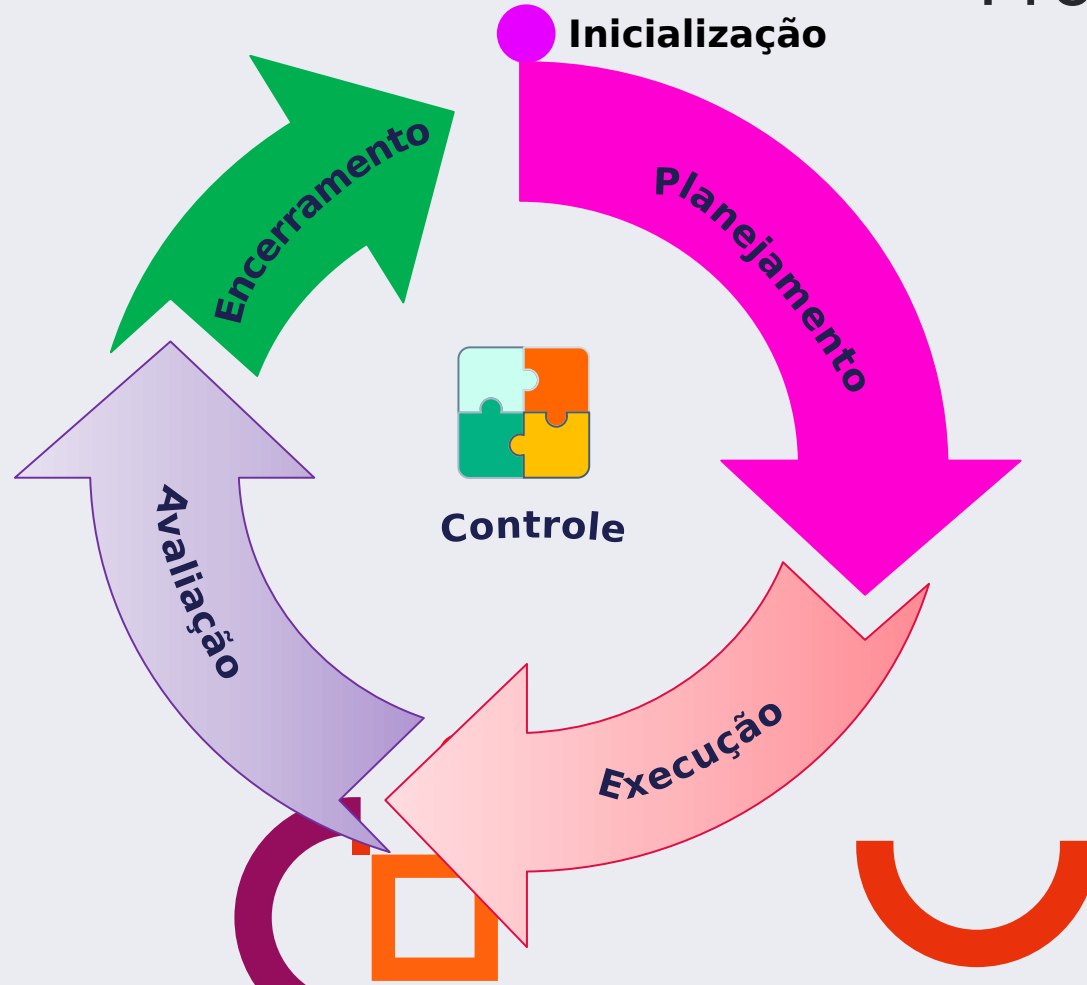 Inicialização
Planejamento
Encerramento
Controle
Avaliação
Execução